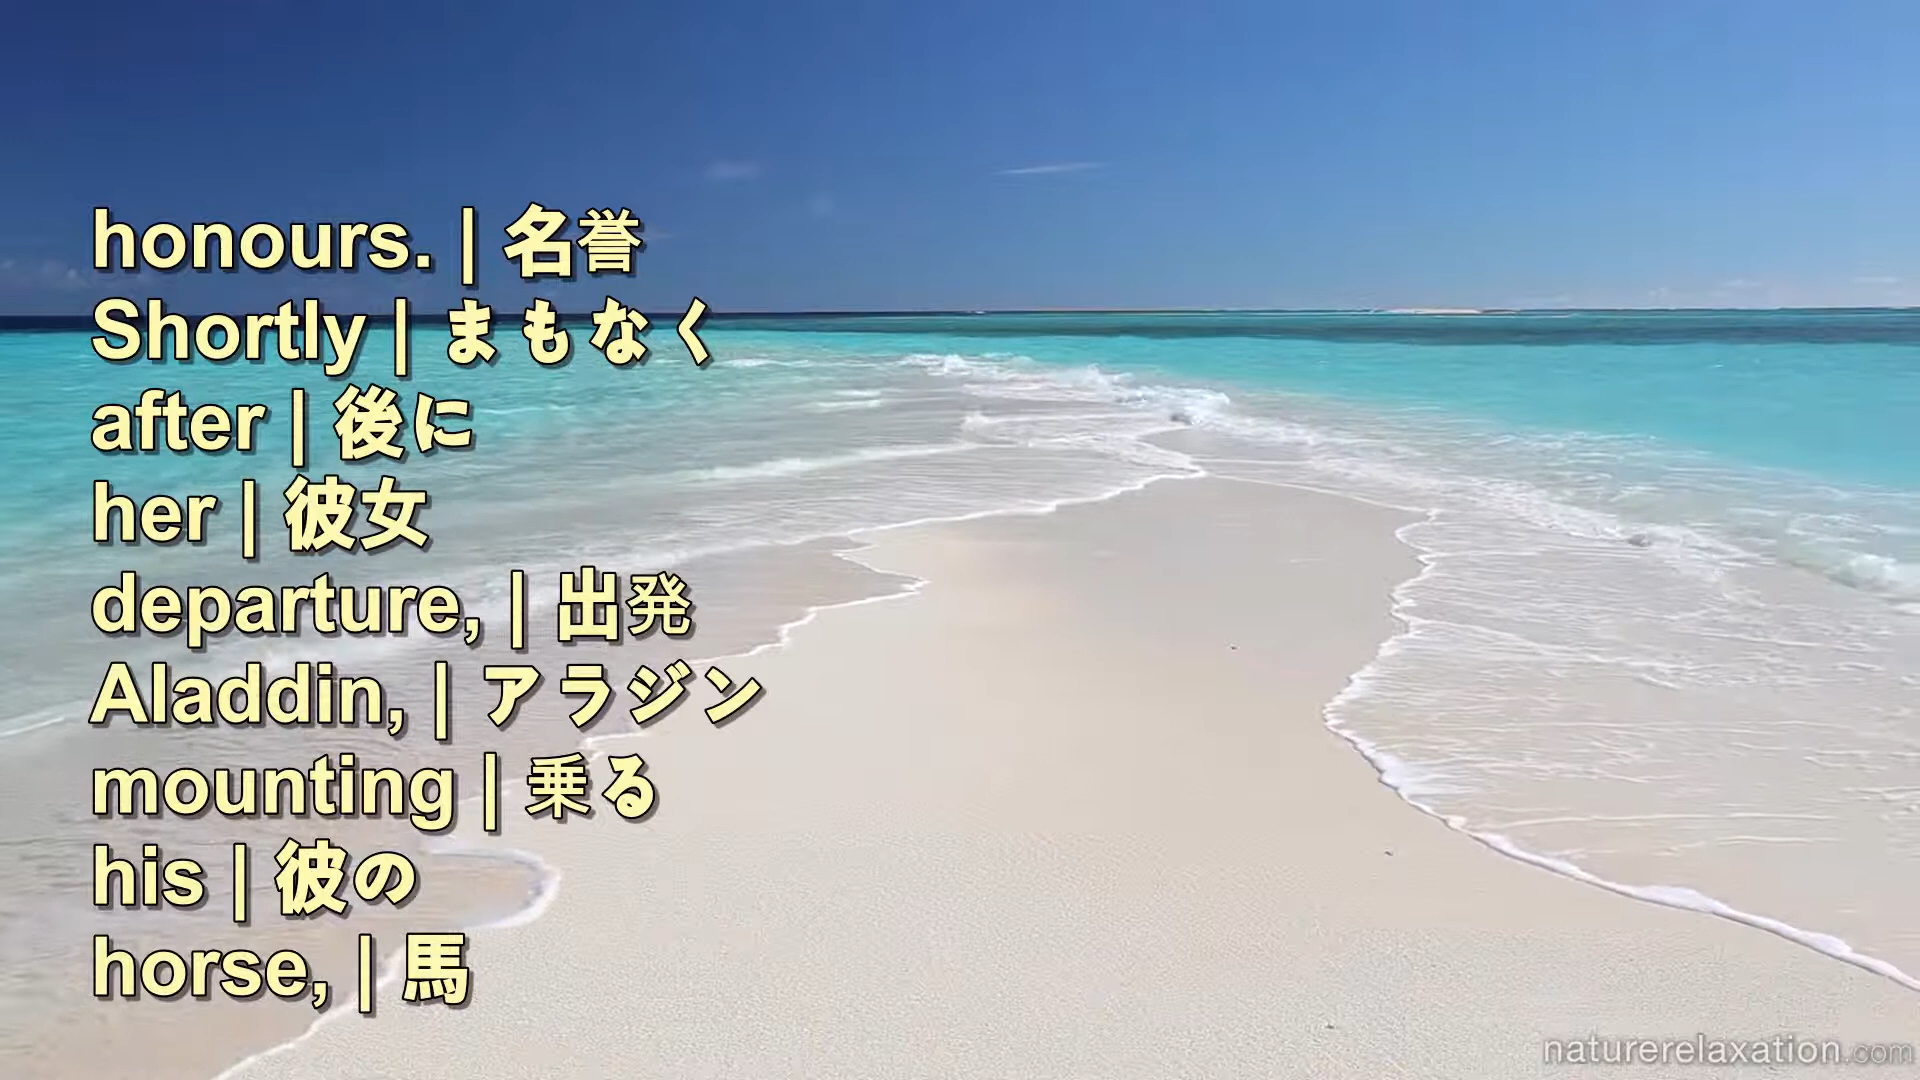 honours. | 名誉
Shortly | まもなく
after | 後に
her | 彼女
departure, | 出発
Aladdin, | アラジン
mounting | 乗る
his | 彼の
horse, | 馬
naturerelaxation.com